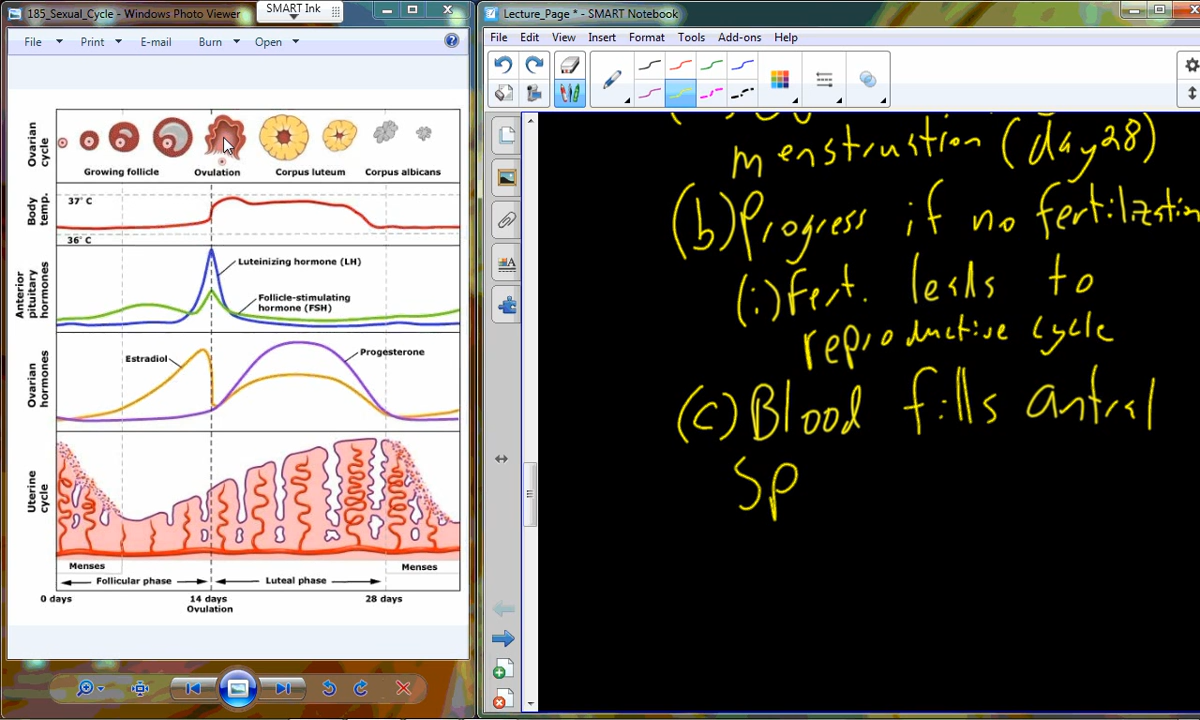 185_Sexual_Cycle - Windows Photo Viewer
SMART Ink
File Print E-mail Burn Open
Ovarian cycle
Growing follicle Ovulation Corpus luteum Corpus albicans
Body temp.
37° C
36° C
Anterior pituitary hormones
Luteinizing hormone (LH)
Follicle-stimulating
hormone (FSH)
Ovarian hormones
Estradiol
Progesterone
Uterine cycle
Menses Menses
Follicular phase Luteal phase
0 days 14 days 28 days
Ovulation
Lecture_Page * - SMART Notebook
File Edit View Insert Format Tools Add-ons Help
menstruation (day 28)
(b) Progress if no fertilization
(i) Fert. leads to
reproductive cycle
(c) Blood fills antral
Sp